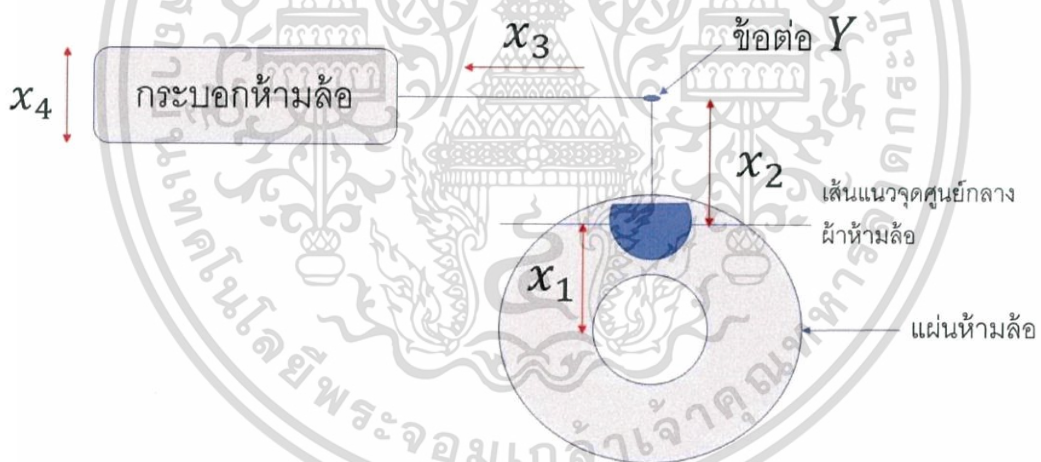 x₃
ข้อต่อ Y
x₄
กระบอกห้ามล้อ
x₂
เส้นแนวจุดศูนย์กลาง
ผ้าห้ามล้อ
x₁
แผ่นห้ามล้อ